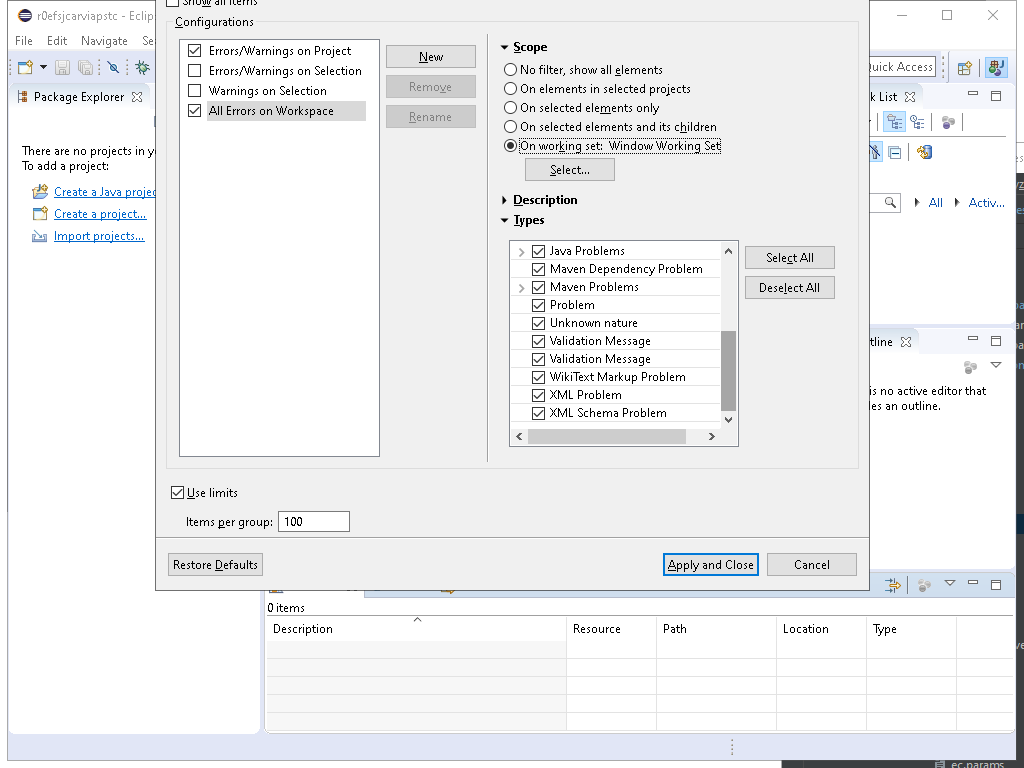 Show all items
r0efsjcarviapstc - Eclips
File Edit Navigate Se
Quick Access
Package Explorer
There are no projects in y
To add a project:
Create a Java projec
Create a project...
Import projects...
Configurations
Errors/Warnings on Project
Errors/Warnings on Selection
Warnings on Selection
All Errors on Workspace
New
Remove
Rename
Scope
No filter, show all elements
On elements in selected projects
On selected elements only
On selected elements and its children
On working set: Window Working Set
Select...
Description
Types
Java Problems
Maven Dependency Problem
Maven Problems
Problem
Unknown nature
Validation Message
Validation Message
WikiText Markup Problem
XML Problem
XML Schema Problem
Select All
Deselect All
Use limits
Items per group: 100
Restore Defaults
Apply and Close
Cancel
k List
All
Activ...
tline
is no active editor that
les an outline.
0 items
Description Resource Path Location Type
ec.params